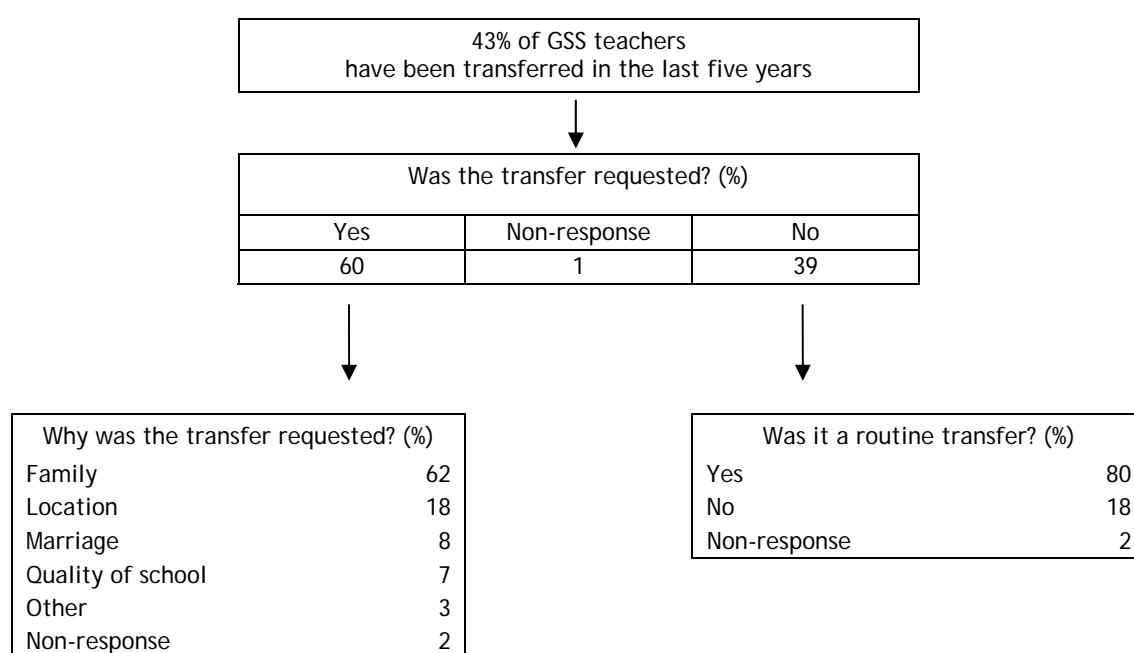 43% of GSS teachers
have been transferred in the last five years
Was the transfer requested? (%)
Yes Non-response No
60 1 39
Why was the transfer requested? (%)
Family 62
Location 18
Marriage 8
Quality of school 7
Other 3
Non-response 2
Was it a routine transfer? (%)
Yes 80
No 18
Non-response 2